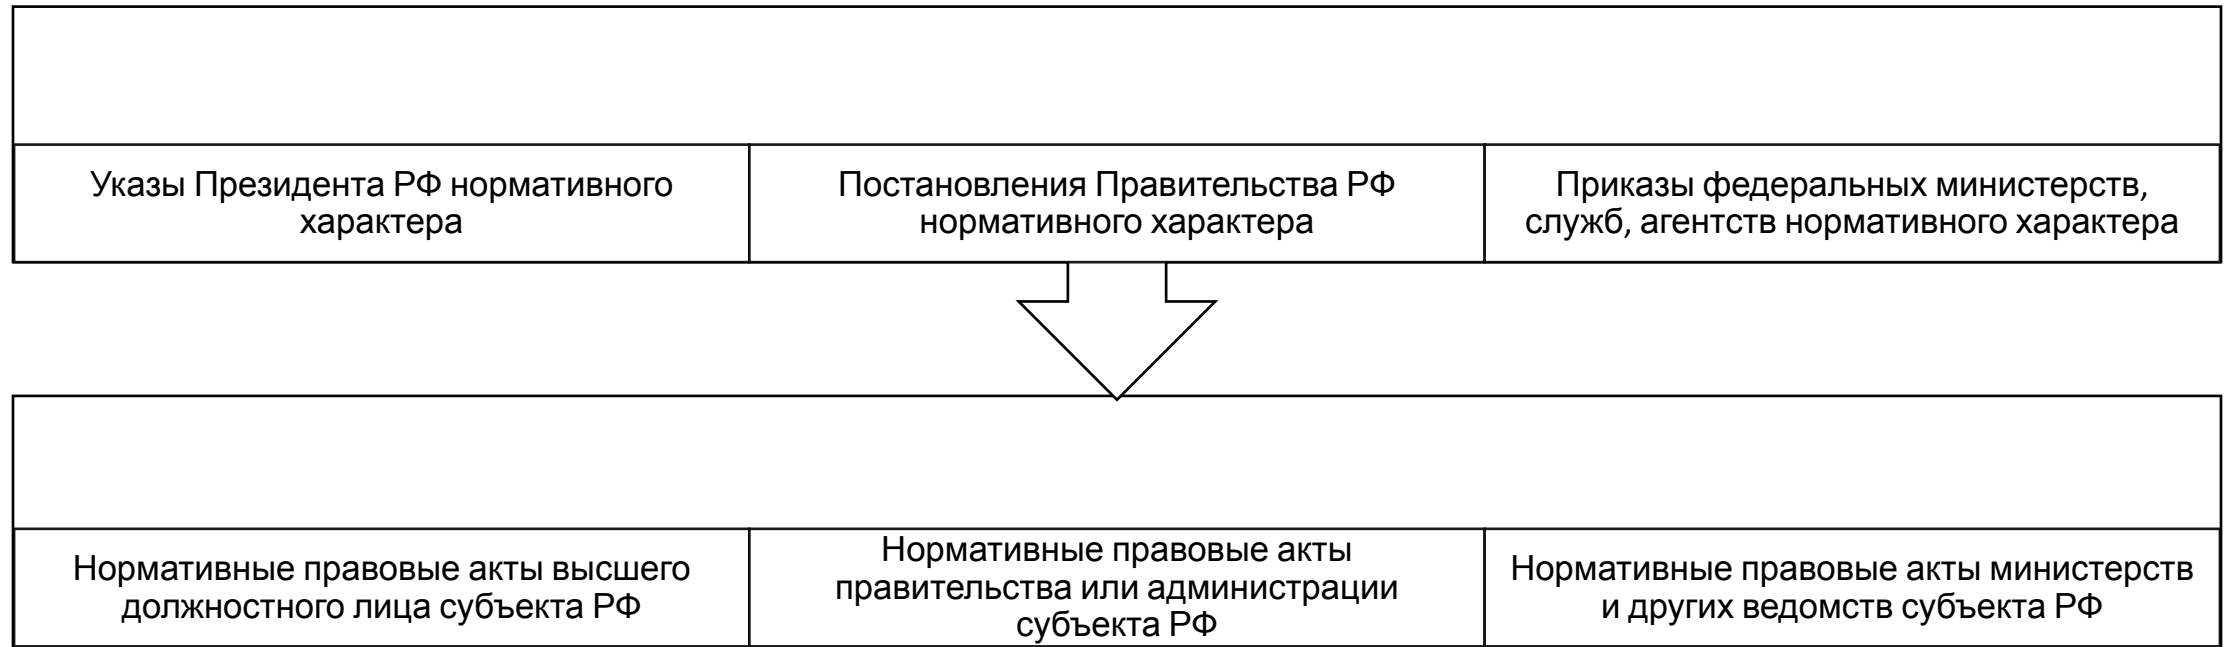 Указы Президента РФ нормативного
характера
Постановления Правительства РФ
нормативного характера
Приказы федеральных министерств,
служб, агентств нормативного характера
Нормативные правовые акты высшего
должностного лица субъекта РФ
Нормативные правовые акты
правительства или администрации
субъекта РФ
Нормативные правовые акты министерств
и других ведомств субъекта РФ